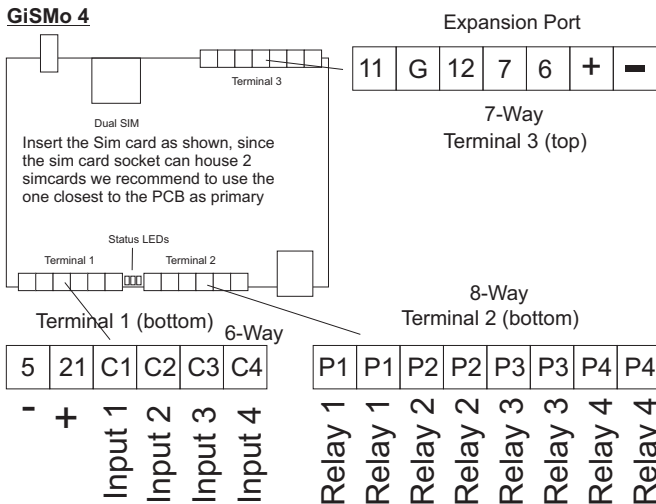 GiSMo 4
Expansion Port
11 G 12 7 6 + -
7-Way
Terminal 3 (top)
Terminal 3
Dual SIM
Insert the Sim card as shown, since
the sim card socket can house 2
simcards we recommend to use the
one closest to the PCB as primary
Status LEDs
Terminal 1
Terminal 2
Terminal 1 (bottom)
6-Way
5 21 C1 C2 C3 C4
- + Input 1 Input 2 Input 3 Input 4
8-Way
Terminal 2 (bottom)
P1 P1 P2 P2 P3 P3 P4 P4
Relay 1 Relay 1 Relay 2 Relay 2 Relay 3 Relay 3 Relay 4 Relay 4